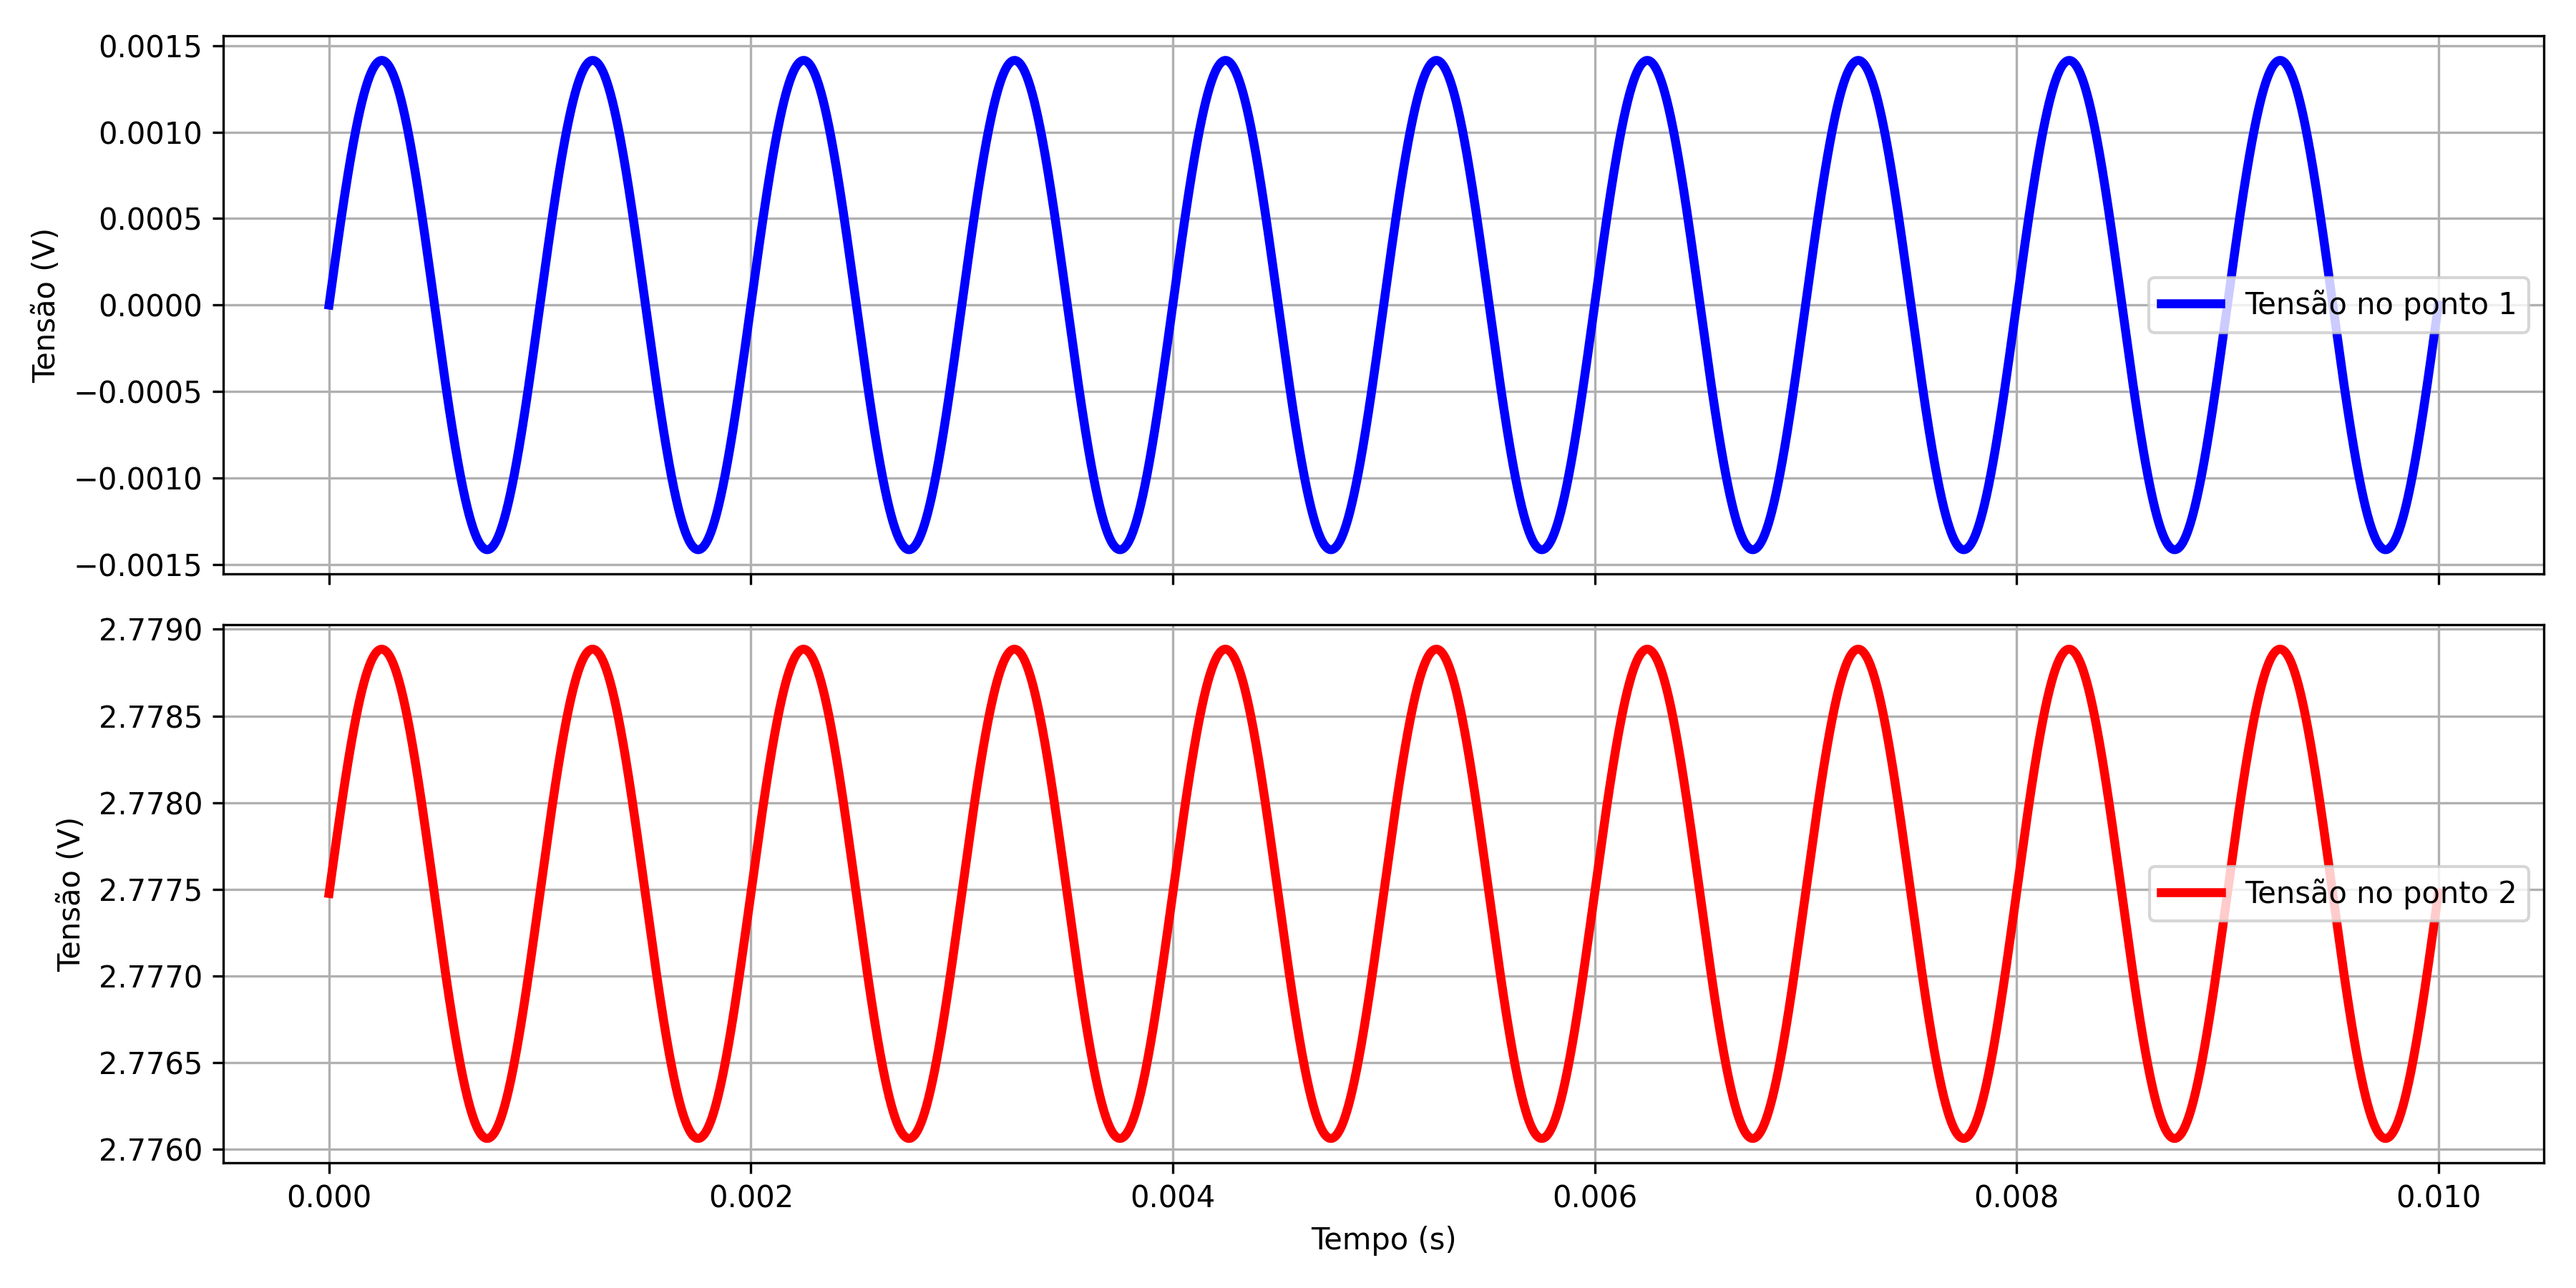 0.0015
0.0010
0.0005
0.0000
−0.0005
−0.0010
−0.0015
Tensão (V)
Tensão no ponto 1
2.7790
2.7785
2.7780
2.7775
2.7770
2.7765
2.7760
Tensão (V)
Tensão no ponto 2
0.000 0.002 0.004 0.006 0.008 0.010
Tempo (s)